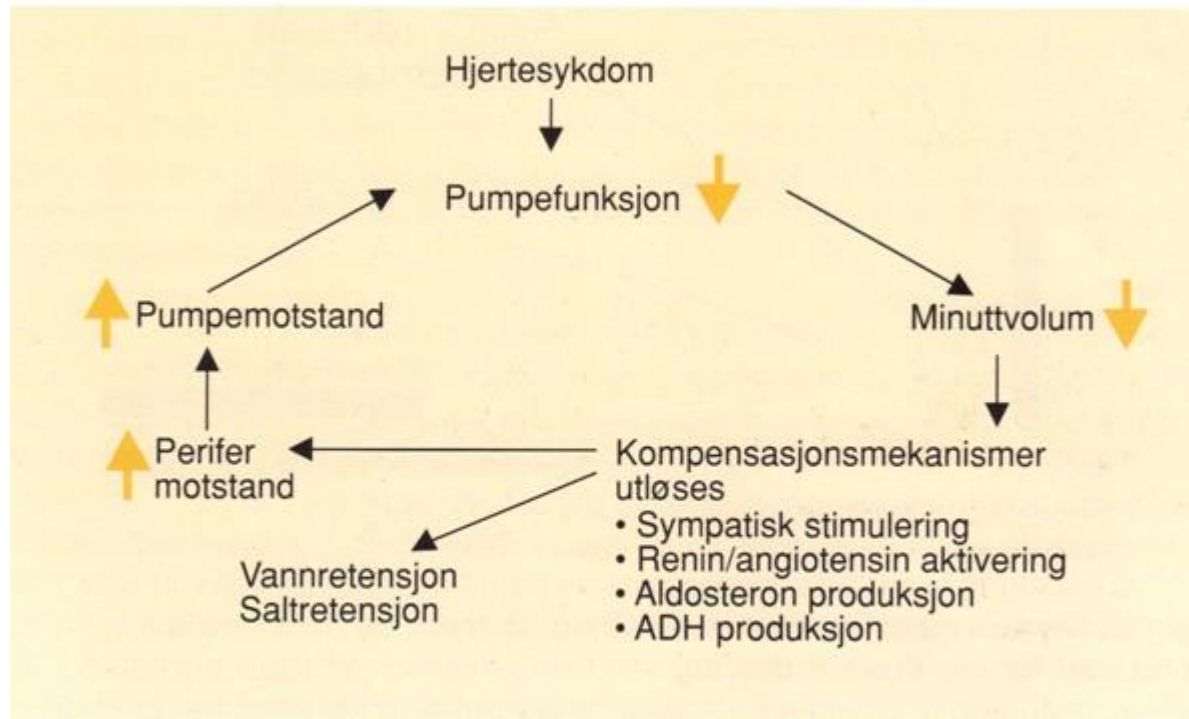 Hjertesykdom
Pumpefunksjon
Pumpemotstand
Minuttvolum
Perifer
motstand
Kompensasjonsmekanismer
utløses
• Sympatisk stimulering
• Renin/angiotensin aktivering
• Aldosteron produksjon
• ADH produksjon
Vannretensjon
Saltretensjon